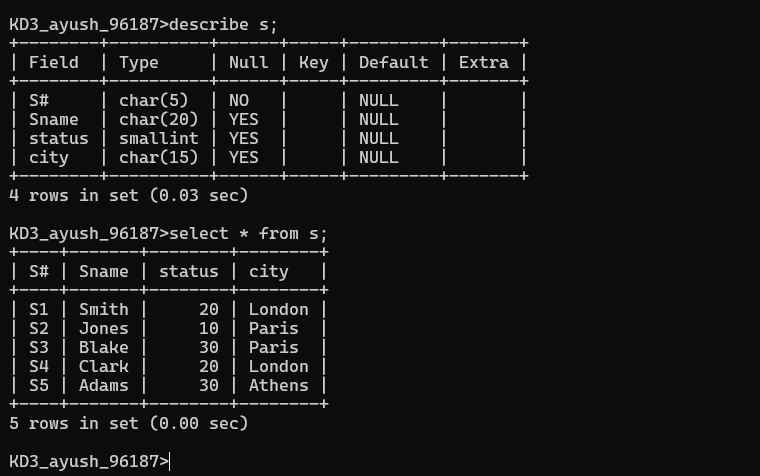 KD3_ayush_96187>describe s;
+--------+----------+------+-----+---------+-------+
| Field  | Type     | Null | Key | Default | Extra |
+--------+----------+------+-----+---------+-------+
| S#     | char(5)  | NO   |     | NULL    |       |
| Sname  | char(20) | YES  |     | NULL    |       |
| status | smallint | YES  |     | NULL    |       |
| city   | char(15) | YES  |     | NULL    |       |
+--------+----------+------+-----+---------+-------+
4 rows in set (0.03 sec)

KD3_ayush_96187>select * from s;
+----+-------+--------+--------+
| S# | Sname | status | city   |
+----+-------+--------+--------+
| S1 | Smith |     20 | London |
| S2 | Jones |     10 | Paris  |
| S3 | Blake |     30 | Paris  |
| S4 | Clark |     20 | London |
| S5 | Adams |     30 | Athens |
+----+-------+--------+--------+
5 rows in set (0.00 sec)

KD3_ayush_96187>